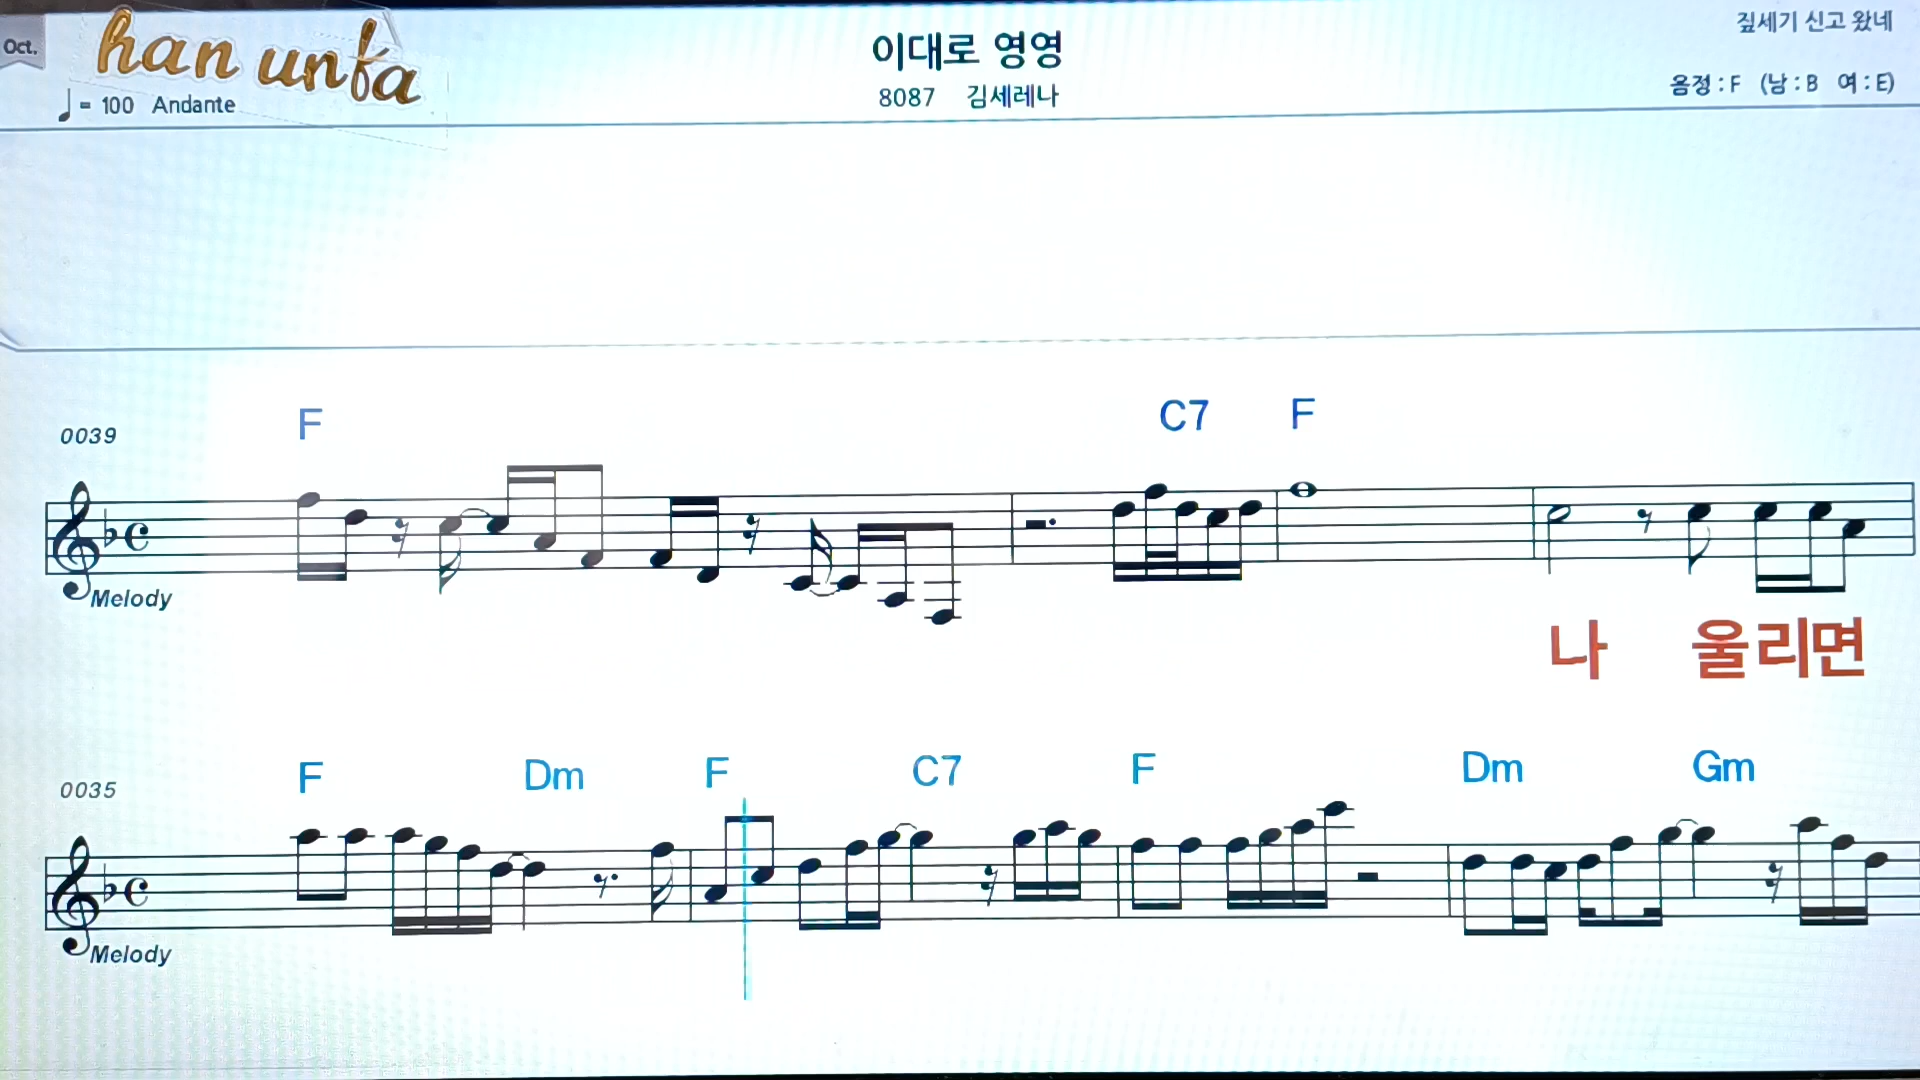 Oct.
han unfa
짚세기 신고 왔네
이대로 영영
음정 : F (남 : B 여 : E)
= 100 Andante
8087 김세레나
0039
F C7 F
Melody
나 울리면
0035
F Dm F C7 F Dm Gm
Melody